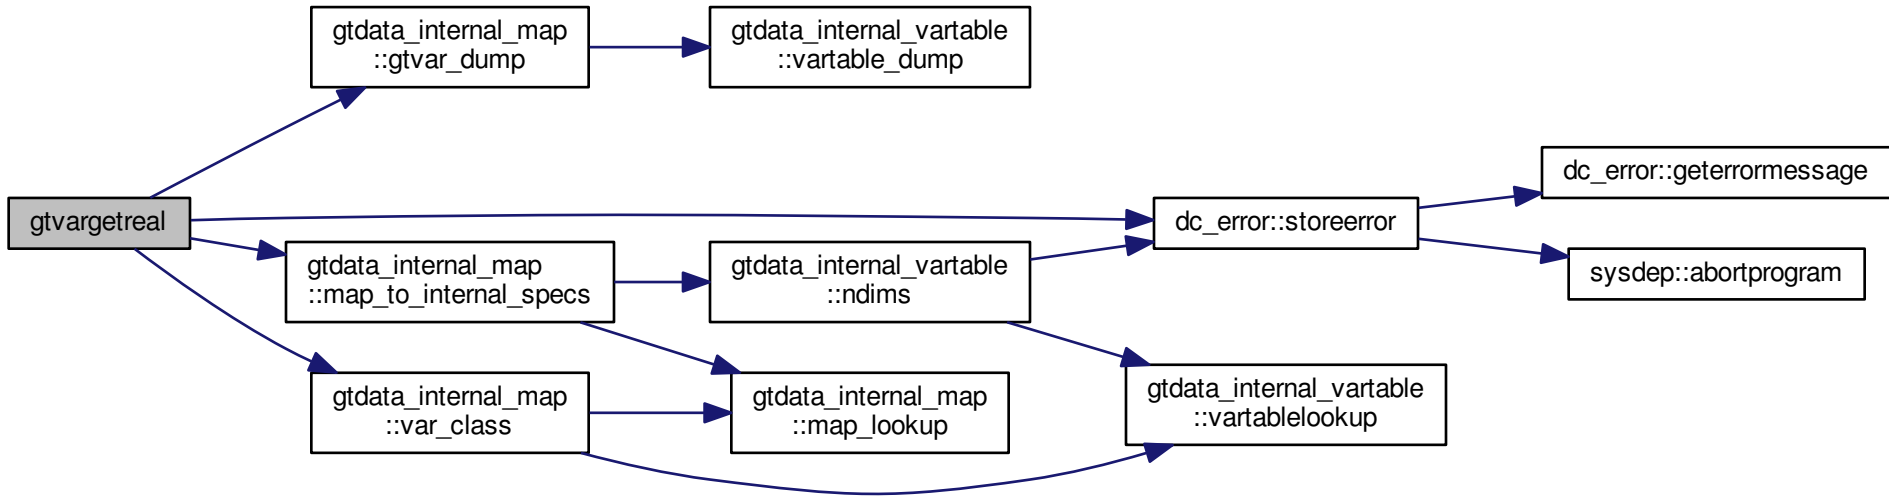 gtdata_internal_map
::gtvar_dump
gtdata_internal_vartable
::vartable_dump
dc_error::geterrormessage
gtvargetreal
dc_error::storeerror
gtdata_internal_map
::map_to_internal_specs
gtdata_internal_vartable
::ndims
sysdep::abortprogram
gtdata_internal_map
::var_class
gtdata_internal_map
::map_lookup
gtdata_internal_vartable
::vartablelookup